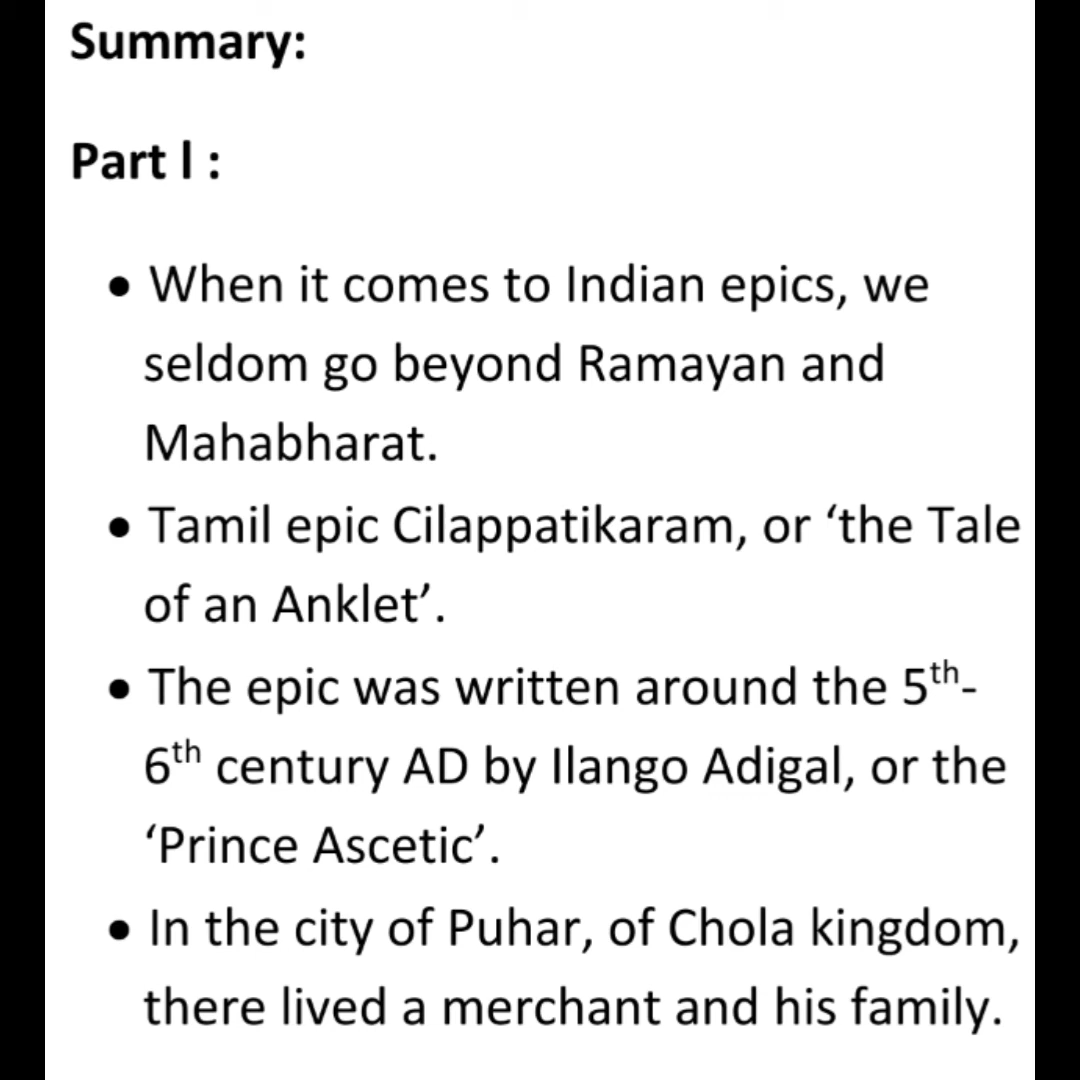 Summary:
Part I :
• When it comes to Indian epics, we
seldom go beyond Ramayan and
Mahabharat.
• Tamil epic Cilappatikaram, or ‘the Tale
of an Anklet’.
• The epic was written around the 5th-
6th century AD by Ilango Adigal, or the
‘Prince Ascetic’.
• In the city of Puhar, of Chola kingdom,
there lived a merchant and his family.